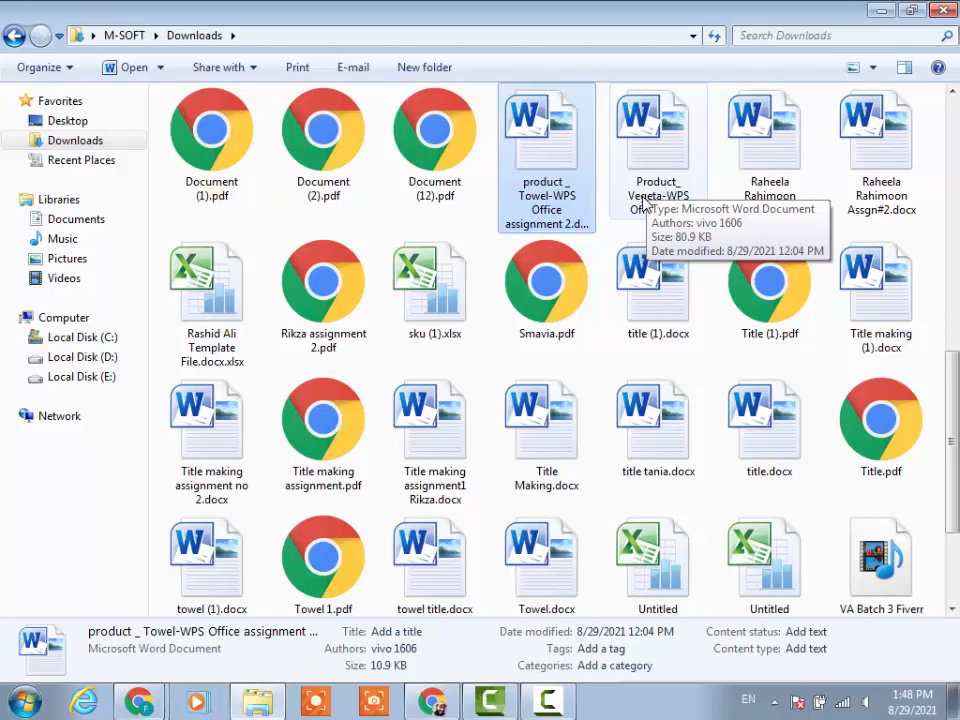 M-SOFT Downloads
Search Downloads
Organize Open Share with Print E-mail New folder
Favorites
Desktop
Downloads
Recent Places
Libraries
Documents
Music
Pictures
Videos
Computer
Local Disk (C:)
Local Disk (D:)
Local Disk (E:)
Network
Document
(1).pdf
Document
(2).pdf
Document
(12).pdf
product _
Towel-WPS
Office
assignment 2.d...
Product_
Veneta-WPS
Raheela
Rahimoon
Raheela
Rahimoon
Assgn#2.docx
Type: Microsoft Word Document
Authors: vivo 1606
Size: 80.9 KB
Date modified: 8/29/2021 12:04 PM
Rashid Ali
Template
File.docx.xlsx
Rikza assignment
2.pdf
sku (1).xlsx
Smavia.pdf
title (1).docx
Title (1).pdf
Title making
(1).docx
Title making
assignment no
2.docx
Title making
assignment.pdf
Title making
assignment1
Rikza.docx
Title
Making.docx
title tania.docx
title.docx
Title.pdf
towel (1).docx
Towel 1.pdf
towel title.docx
Towel.docx
Untitled
Untitled
VA Batch 3 Fiverr
product _ Towel-WPS Office assignment ...
Microsoft Word Document
Title: Add a title
Authors: vivo 1606
Size: 10.9 KB
Date modified: 8/29/2021 12:04 PM
Tags: Add a tag
Categories: Add a category
Content status: Add text
Content type: Add text
EN
1:48 PM
8/29/2021